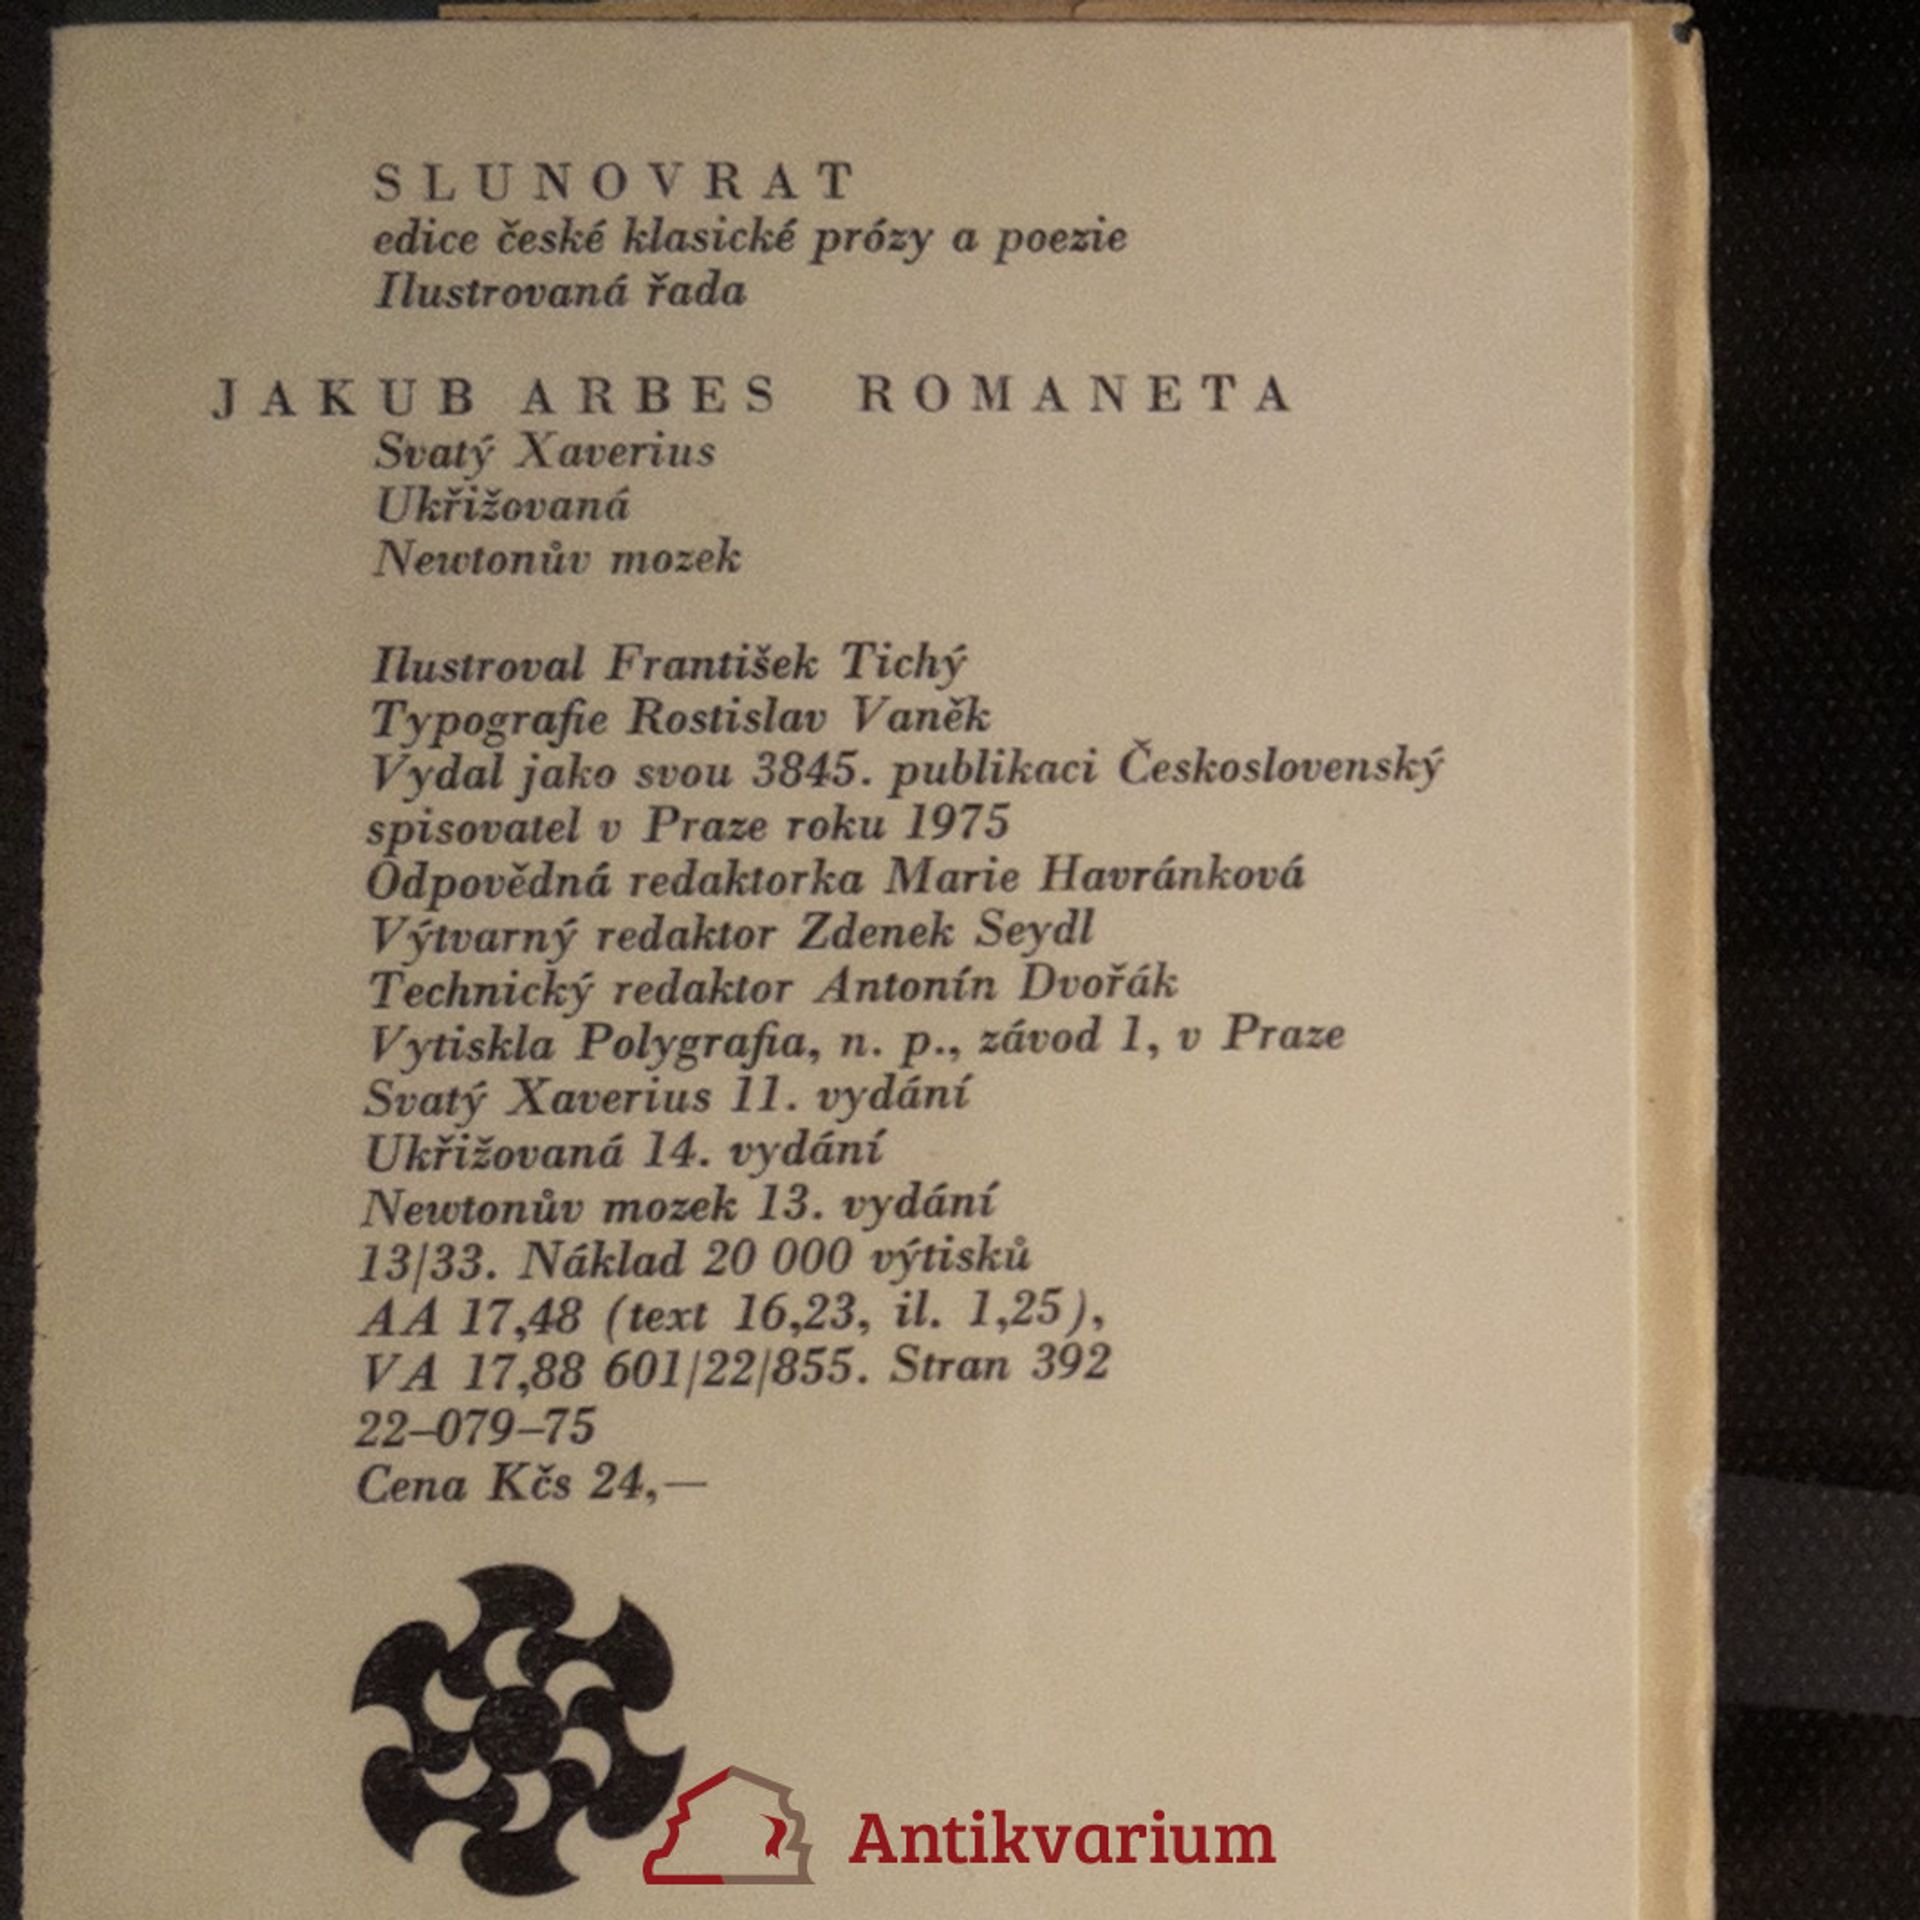 SLUNOVRAT
edice české klasické prózy a poezie
Ilustrovaná řada
JAKUB ARBES ROMANETA
Svatý Xaverius
Ukřižovaná
Newtonův mozek
Ilustroval František Tichý
Typografie Rostislav Vaněk
Vydal jako svou 3845. publikaci Československý
spisovatel v Praze roku 1975
Odpovědná redaktorka Marie Havránková
Výtvarný redaktor Zdenek Seydl
Technický redaktor Antonín Dvořák
Vytiskla Polygrafia, n. p., závod 1, v Praze
Svatý Xaverius 11. vydání
Ukřižovaná 14. vydání
Newtonův mozek 13. vydání
13/33. Náklad 20 000 výtisků
AA 17,48 (text 16,23, il. 1,25),
VA 17,88 601/22/855. Stran 392
22–079–75
Cena Kčs 24,—
Antikvarium